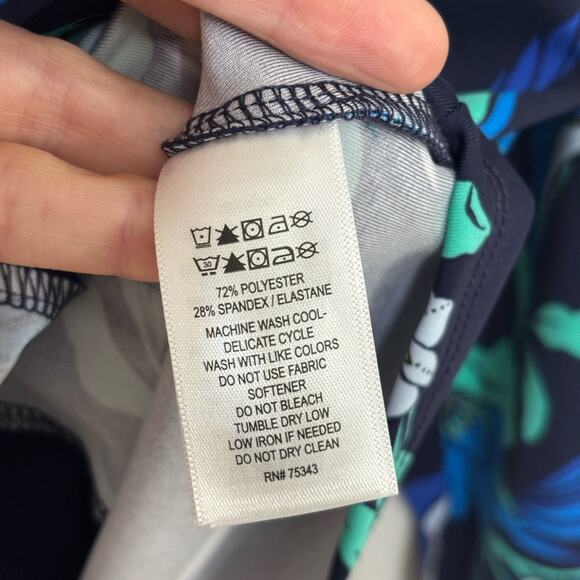 30
72% POLYESTER
28% SPANDEX / ELASTANE
MACHINE WASH COOL-
DELICATE CYCLE
WASH WITH LIKE COLORS
DO NOT USE FABRIC
SOFTENER
DO NOT BLEACH
TUMBLE DRY LOW
LOW IRON IF NEEDED
DO NOT DRY CLEAN
RN# 75343